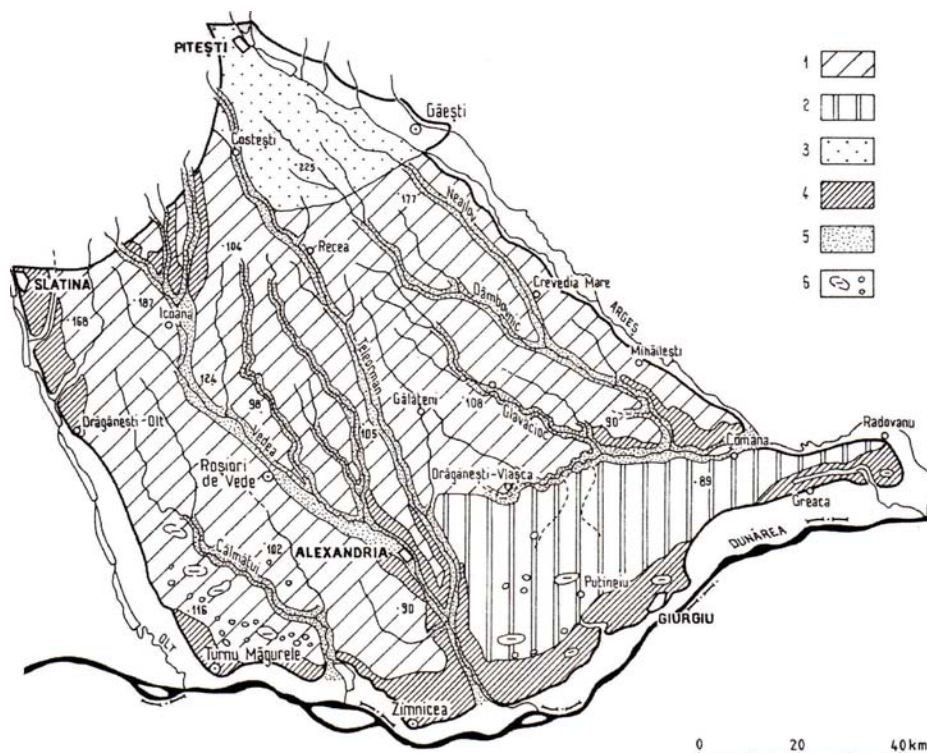 PITEȘTI
Găești
Costești
·225
Neajlov
·177
Recea
·104
SLATINA
·182
Icoana
·168
Dâmbovnic
Crevedia Mare
ARGEȘ
Mihăilești
Teleorman
·124
Gălăteni
·108
Glavacioc
·98
90·
Drăgănești-Olt
Vedea
·105
Comana
Radovanu
Roșiori
de Vede
Drăgănești-Vlașca
·89
Greaca
ALEXANDRIA
Călmățui
·102
DUNĂREA
Putineiu
·116
·90
GIURGIU
OLT
Turnu Măgurele
Zimnicea
1
2
3
4
5
6
0 20 40 km